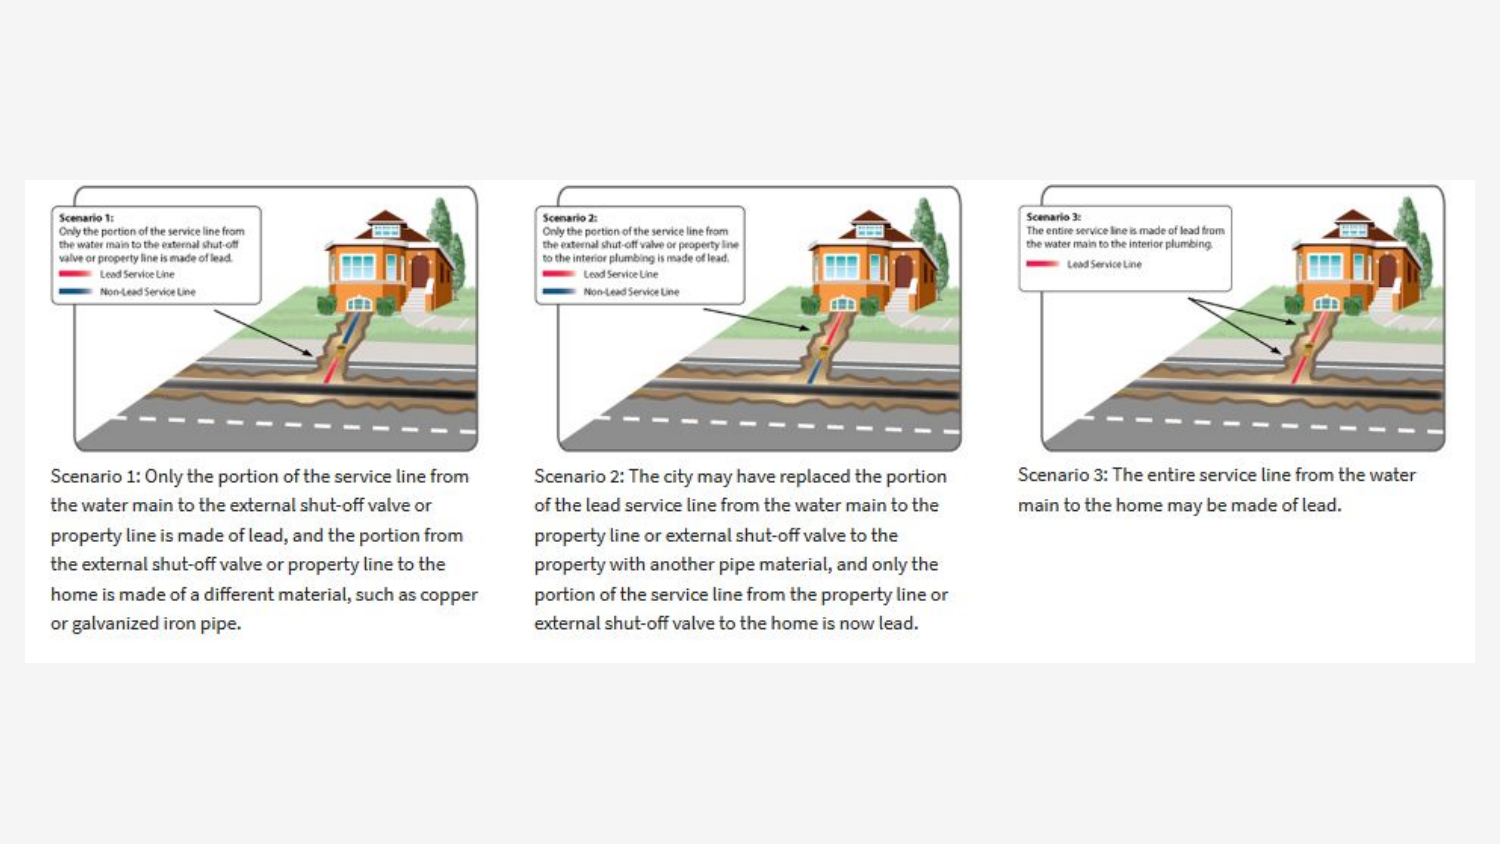 Scenario 1:
Only the portion of the service line from
the water main to the external shut-off
valve or property line is made of lead.
Lead Service Line
Non-Lead Service Line
Scenario 1: Only the portion of the service line from
the water main to the external shut-off valve or
property line is made of lead, and the portion from
the external shut-off valve or property line to the
home is made of a different material, such as copper
or galvanized iron pipe.
Scenario 2:
Only the portion of the service line from
the external shut-off valve or property line
to the interior plumbing is made of lead.
Lead Service Line
Non-Lead Service Line
Scenario 2: The city may have replaced the portion
of the lead service line from the water main to the
property line or external shut-off valve to the
property with another pipe material, and only the
portion of the service line from the property line or
external shut-off valve to the home is now lead.
Scenario 3:
The entire service line is made of lead from
the water main to the interior plumbing.
Lead Service Line
Scenario 3: The entire service line from the water
main to the home may be made of lead.